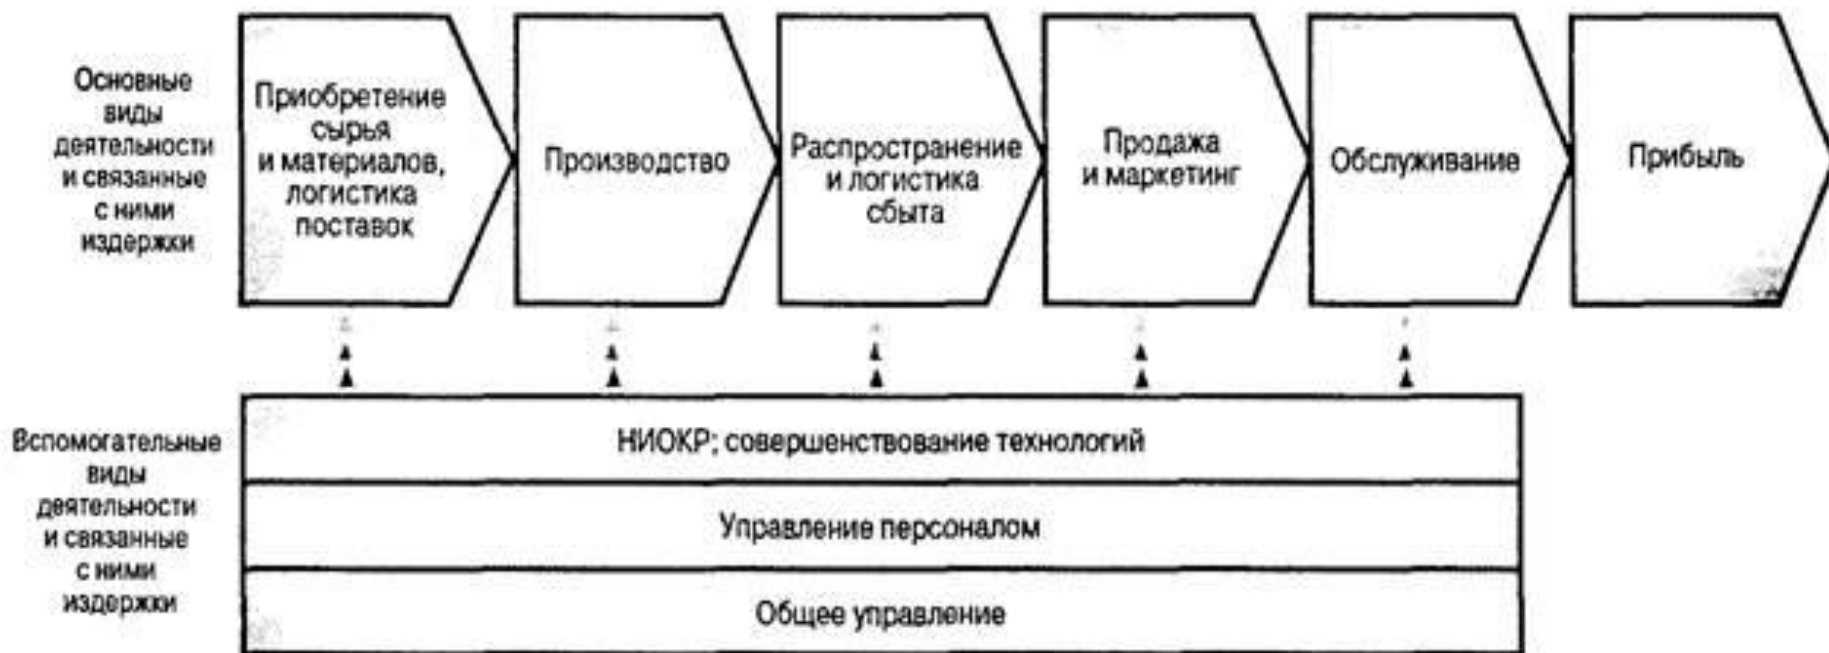 Основные
виды
деятельности
и связанные
с ними
издержки
Приобретение
сырья
и материалов,
логистика
поставок
Производство
Распространение
и логистика
сбыта
Продажа
и маркетинг
Обслуживание
Прибыль
Вспомогательные
виды
деятельности
и связанные
с ними
издержки
НИОКР; совершенствование технологий
Управление персоналом
Общее управление